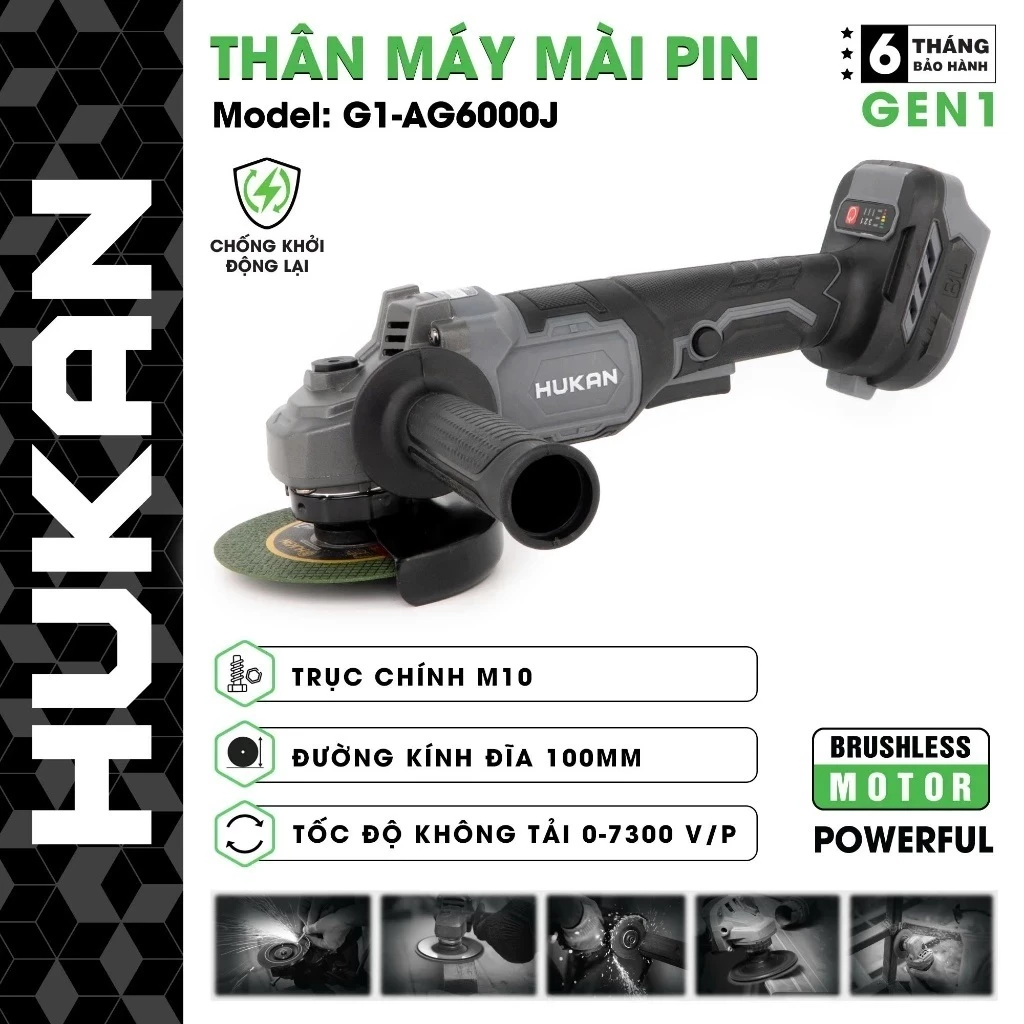 HUKAN
THÂN MÁY MÀI PIN
Model: G1-AG6000J
6 THÁNG
BẢO HÀNH
GEN1
CHỐNG KHỞI
ĐỘNG LẠI
HUKAN
TRỤC CHÍNH M10
ĐƯỜNG KÍNH ĐĨA 100MM
TỐC ĐỘ KHÔNG TẢI 0-7300 V/P
BRUSHLESS
MOTOR
POWERFUL